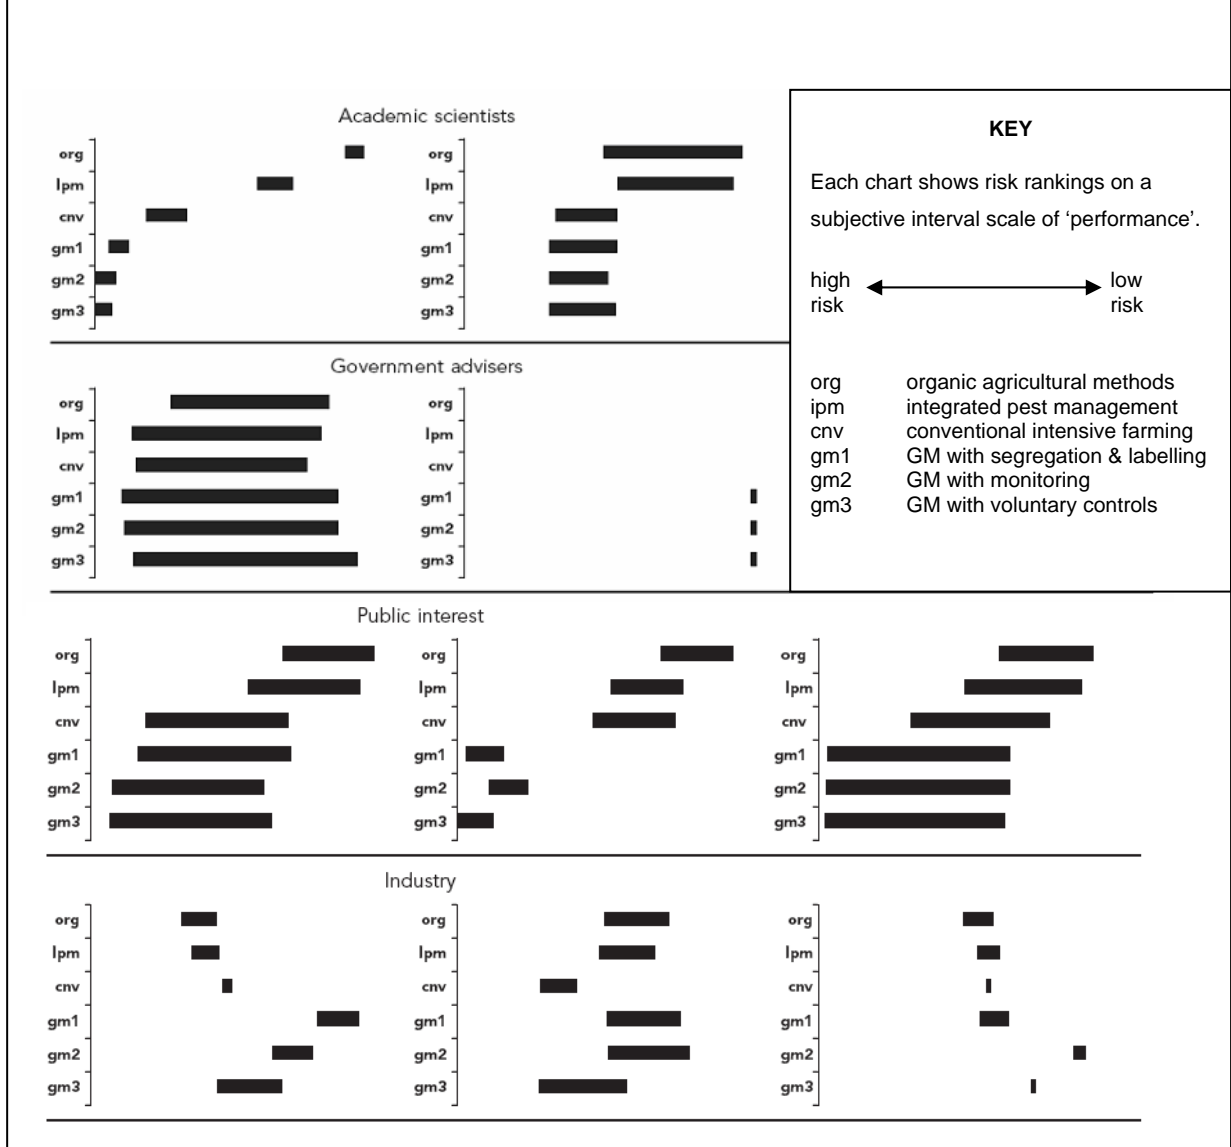 Academic scientists
org
lpm
cnv
gm1
gm2
gm3
org
lpm
cnv
gm1
gm2
gm3
KEY
Each chart shows risk rankings on a
subjective interval scale of ‘performance’.
high low
risk risk
org organic agricultural methods
ipm integrated pest management
cnv conventional intensive farming
gm1 GM with segregation & labelling
gm2 GM with monitoring
gm3 GM with voluntary controls
Government advisers
org
lpm
cnv
gm1
gm2
gm3
org
lpm
cnv
gm1
gm2
gm3
Public interest
org
lpm
cnv
gm1
gm2
gm3
org
lpm
cnv
gm1
gm2
gm3
org
lpm
cnv
gm1
gm2
gm3
Industry
org
lpm
cnv
gm1
gm2
gm3
org
lpm
cnv
gm1
gm2
gm3
org
lpm
cnv
gm1
gm2
gm3